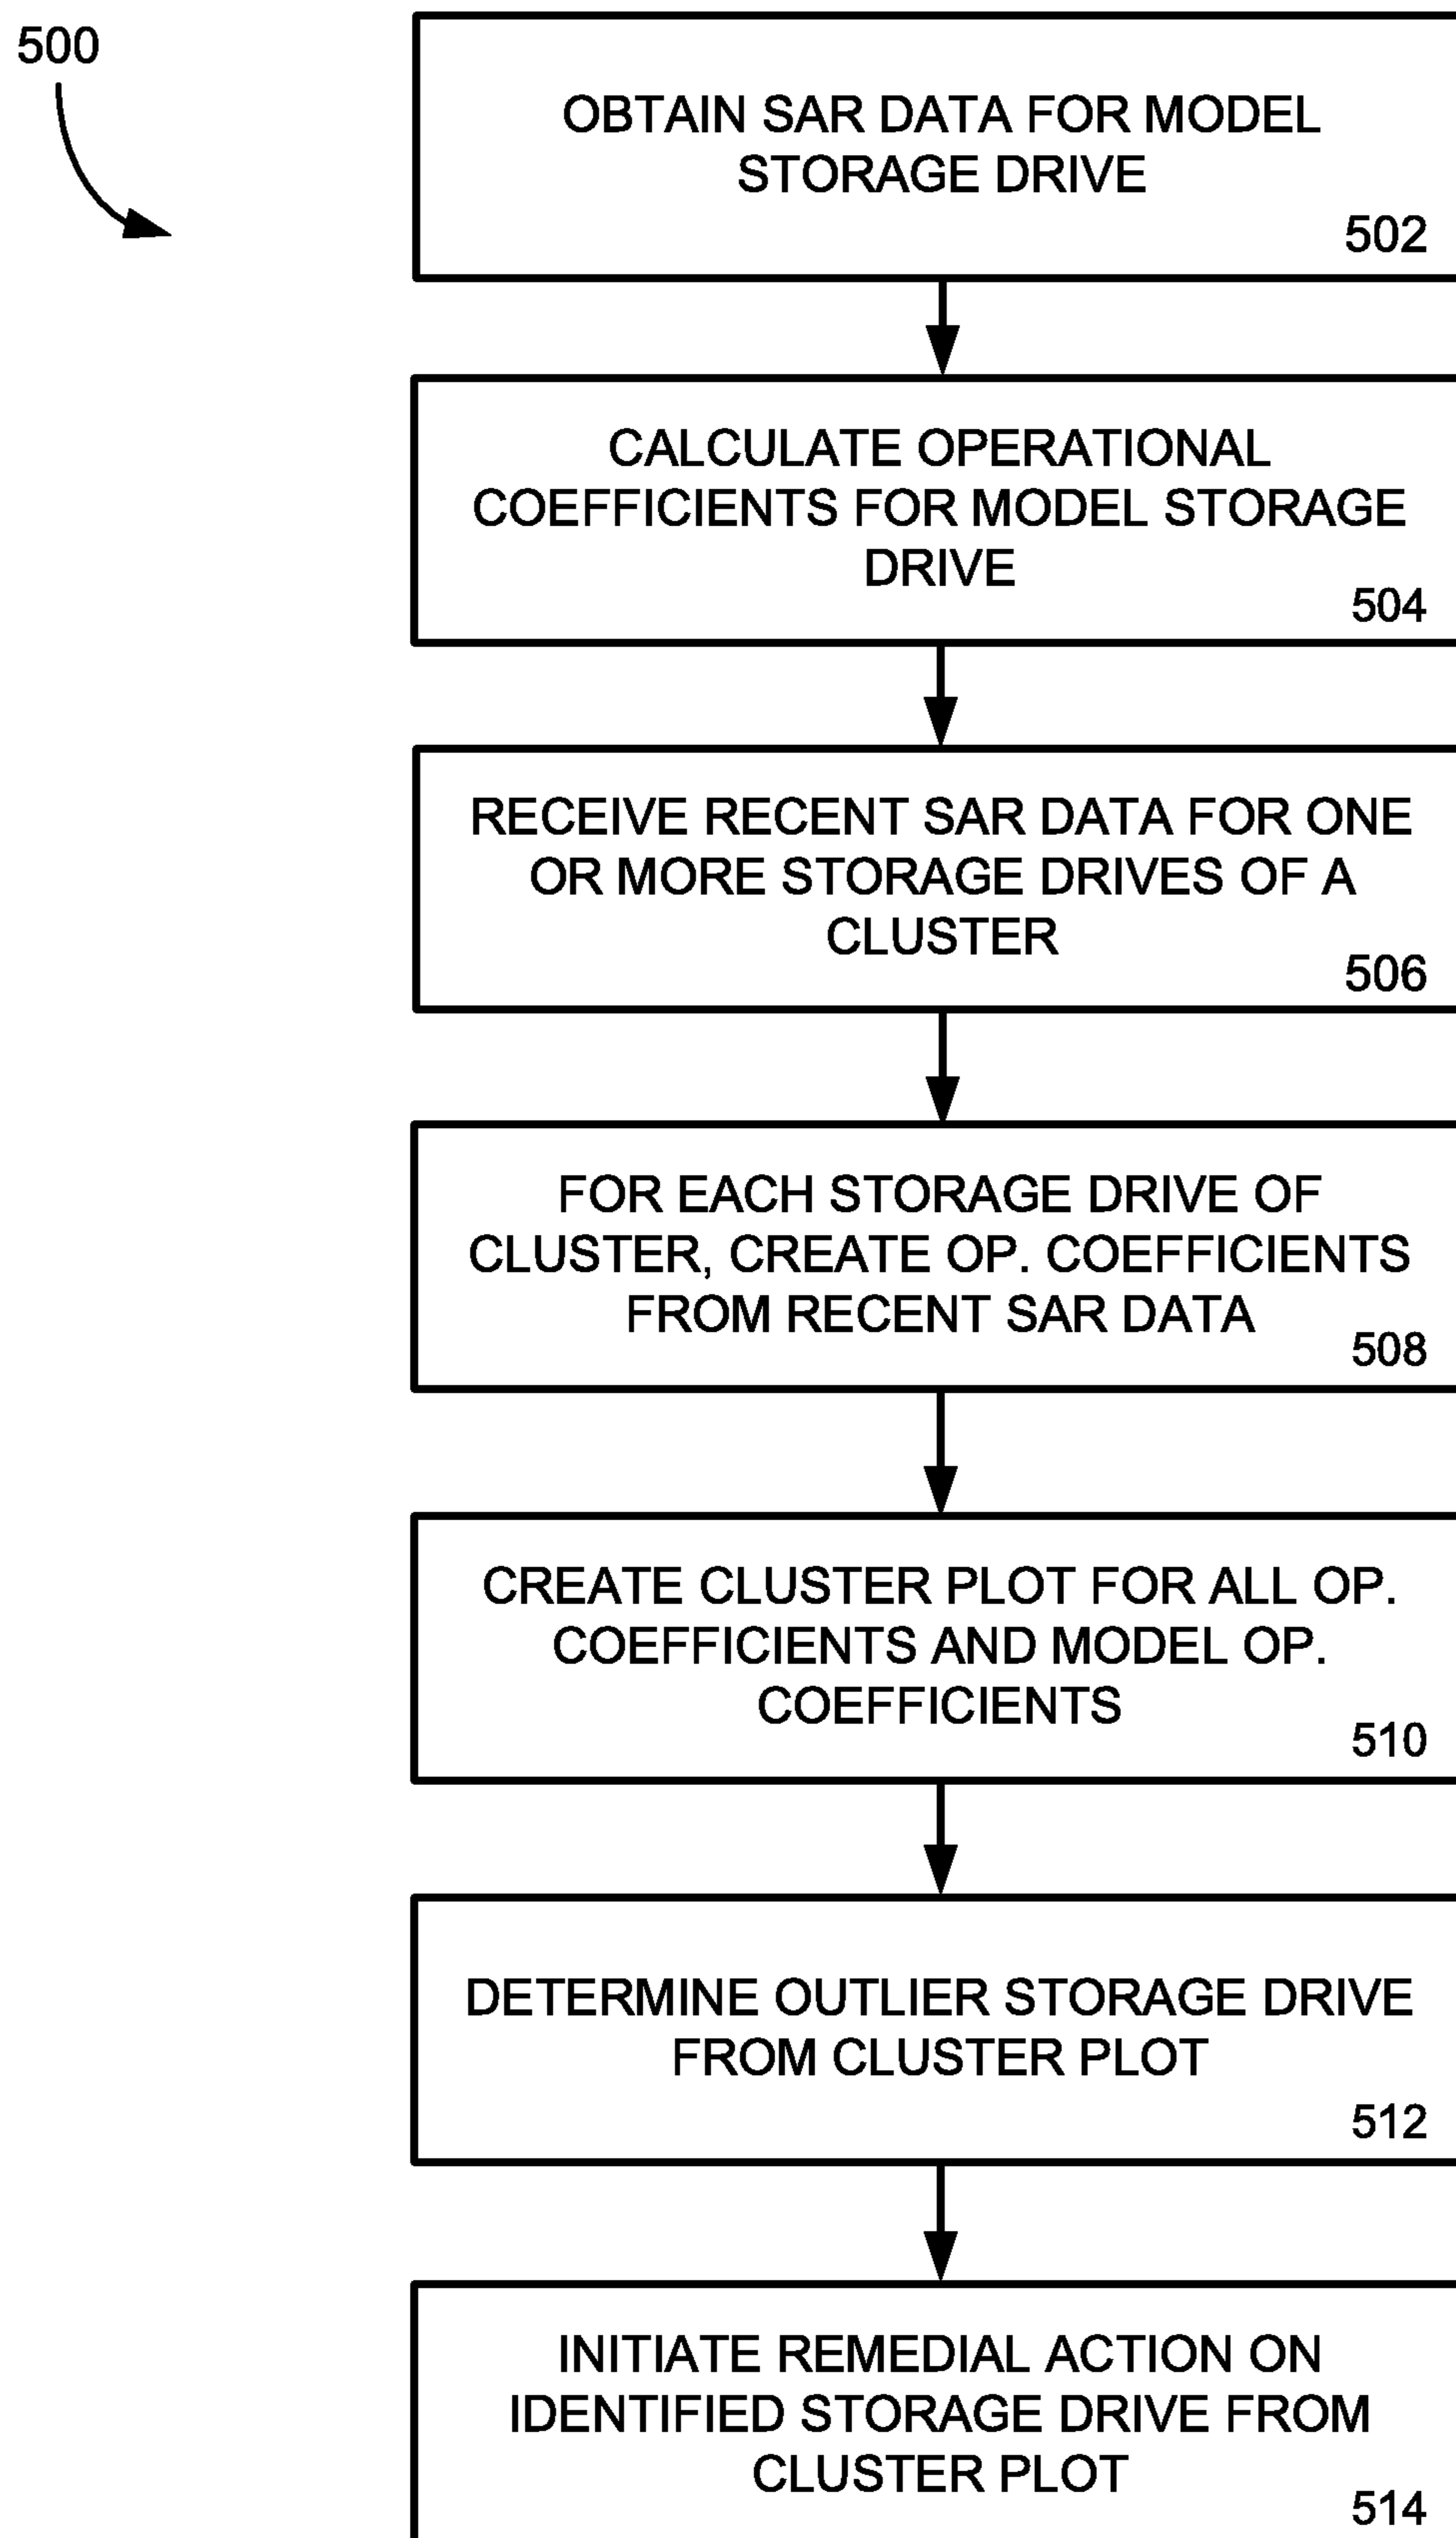 500
OBTAIN SAR DATA FOR MODEL
STORAGE DRIVE
502
CALCULATE OPERATIONAL
COEFFICIENTS FOR MODEL STORAGE
DRIVE
504
RECEIVE RECENT SAR DATA FOR ONE
OR MORE STORAGE DRIVES OF A
CLUSTER
506
FOR EACH STORAGE DRIVE OF
CLUSTER, CREATE OP. COEFFICIENTS
FROM RECENT SAR DATA
508
CREATE CLUSTER PLOT FOR ALL OP.
COEFFICIENTS AND MODEL OP.
COEFFICIENTS
510
DETERMINE OUTLIER STORAGE DRIVE
FROM CLUSTER PLOT
512
INITIATE REMEDIAL ACTION ON
IDENTIFIED STORAGE DRIVE FROM
CLUSTER PLOT
514